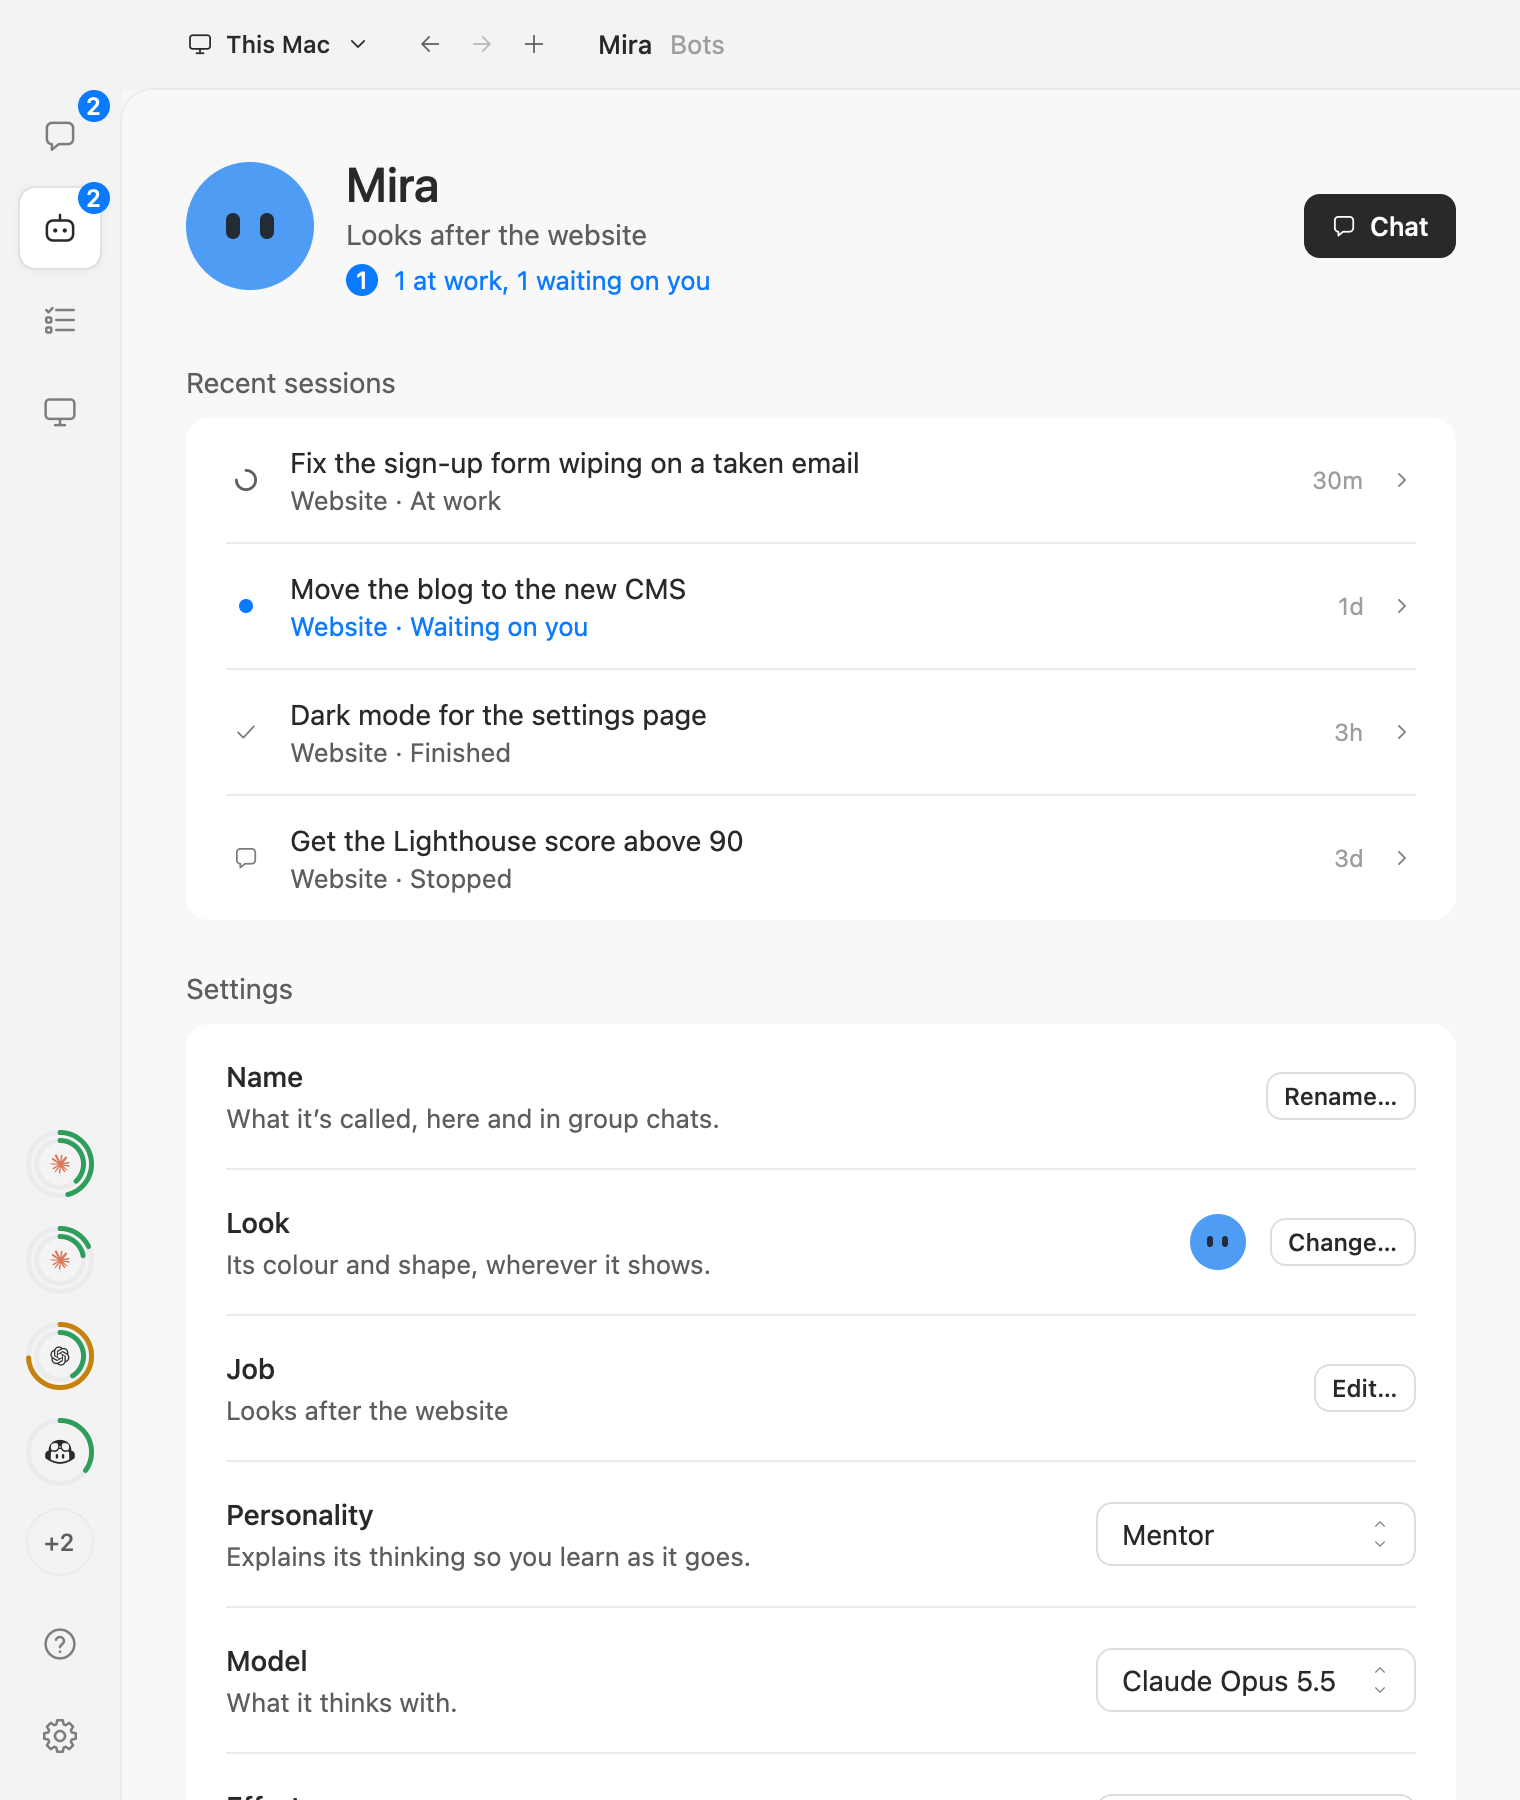 This Mac
Mira Bots
2
2
Mira
Looks after the website
1 1 at work, 1 waiting on you
Chat
Recent sessions
Fix the sign-up form wiping on a taken email
Website · At work
30m
Move the blog to the new CMS
Website · Waiting on you
1d
Dark mode for the settings page
Website · Finished
3h
Get the Lighthouse score above 90
Website · Stopped
3d
Settings
Name
What it’s called, here and in group chats.
Rename...
Look
Its colour and shape, wherever it shows.
Change...
Job
Looks after the website
Edit...
Personality
Explains its thinking so you learn as it goes.
Mentor
Model
What it thinks with.
Claude Opus 5.5
+2